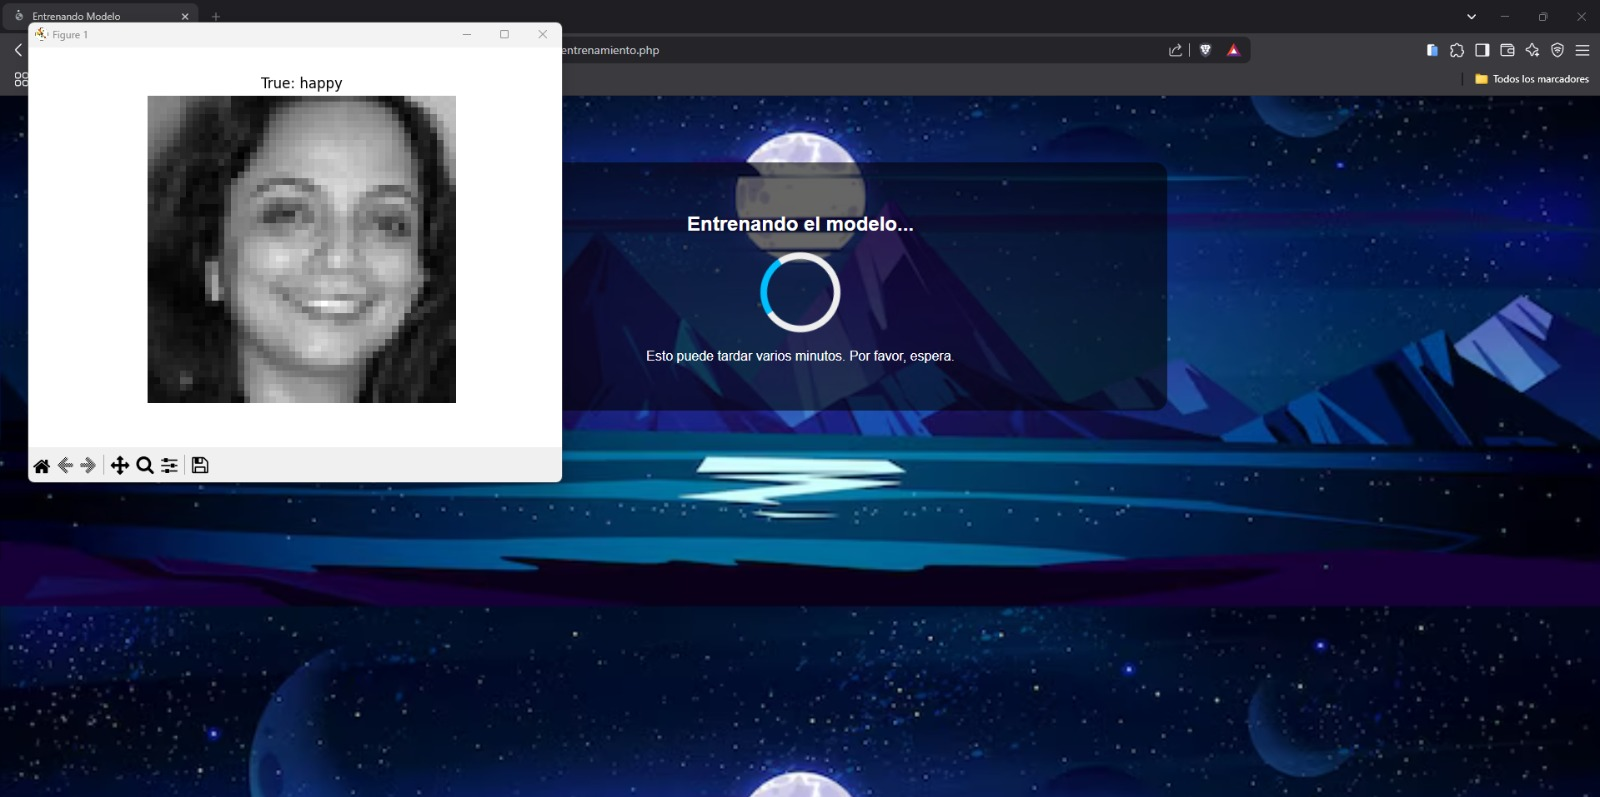 Entrenando Modelo
Figure 1
entrenamiento.php
Todos los marcadores
True: happy
Entrenando el modelo...
Esto puede tardar varios minutos. Por favor, espera.